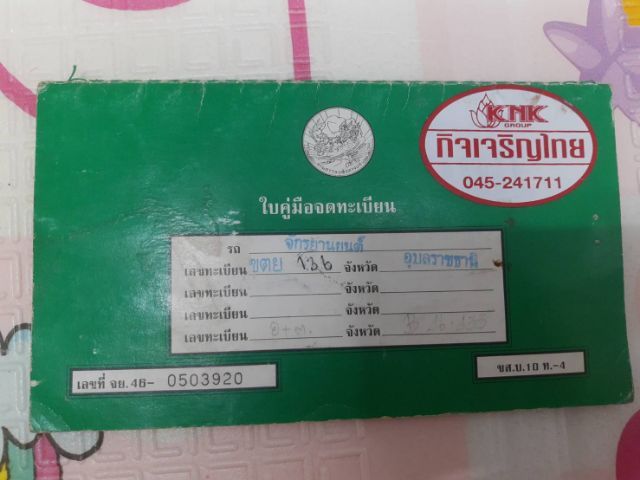 KNK
GROUP
กิจเจริญไทย
045-241711
ใบคู่มือจดทะเบียน
รถ จักรยานยนต์
เลขทะเบียน ขตย 136 จังหวัด อุบลราชธานี
เลขทะเบียน จังหวัด
เลขทะเบียน จังหวัด
เลขทะเบียน จังหวัด
เลขที่ จย.46- 0503920
ขส.บ.10 ท.-4